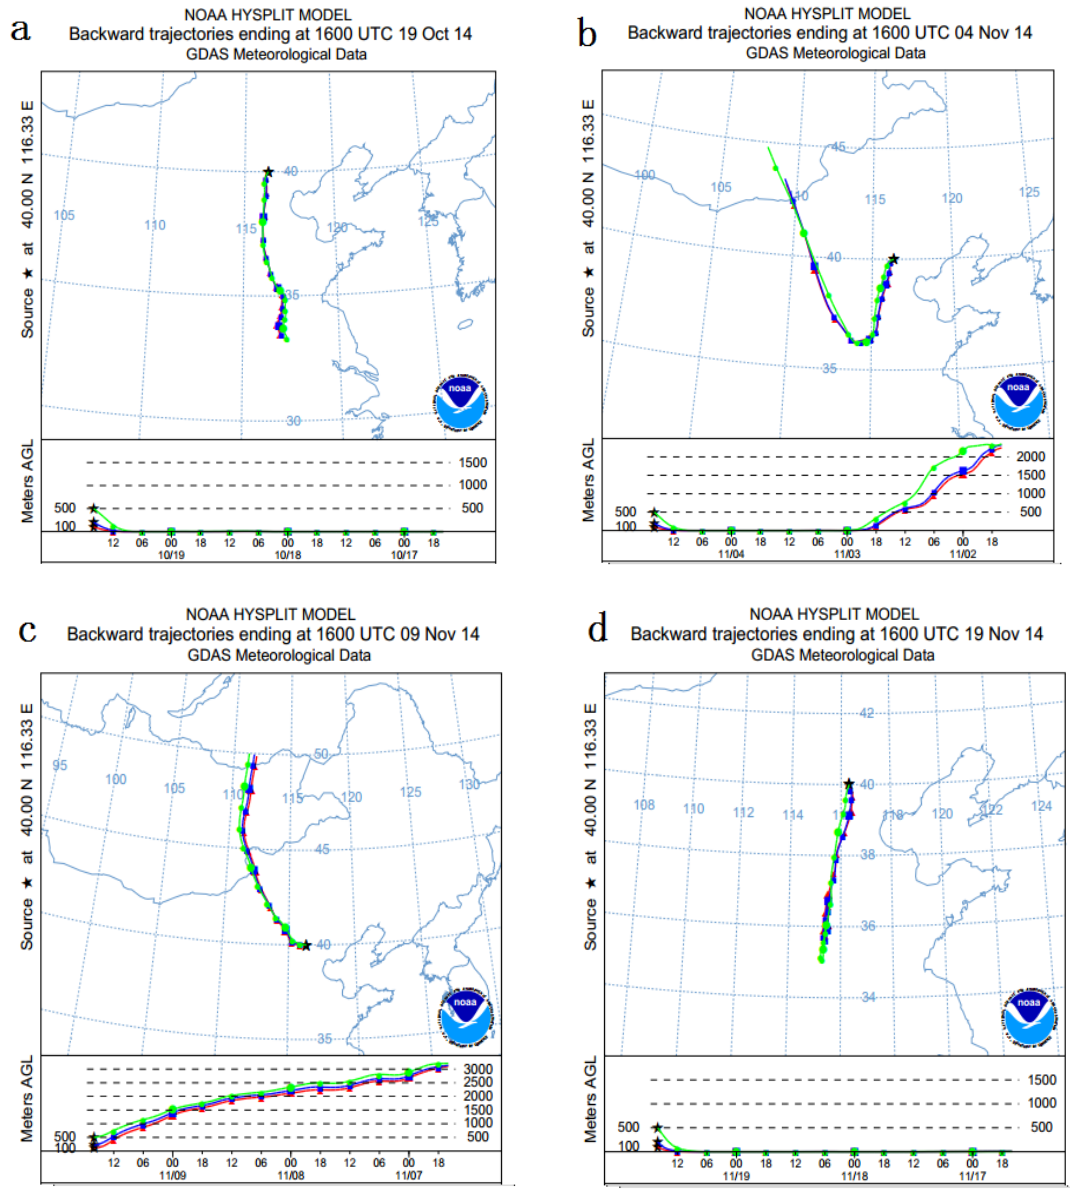 a
NOAA HYSPLIT MODEL
Backward trajectories ending at 1600 UTC 19 Oct 14
GDAS Meteorological Data
Source ★ at 40.00 N 116.33 E
40
105
110
115
120
125
35
30
noaa
Meters AGL
1500
1000
500
500
100
12 06 00 18 12 06 00 18 12 06 00 18
10/19 10/18 10/17
b
NOAA HYSPLIT MODEL
Backward trajectories ending at 1600 UTC 04 Nov 14
GDAS Meteorological Data
Source ★ at 40.00 N 116.33 E
45
100
110
115
120
125
40
35
noaa
Meters AGL
2000
1500
1000
500
500
100
12 06 00 18 12 06 00 18 12 06 00 18
11/04 11/03 11/02
c
NOAA HYSPLIT MODEL
Backward trajectories ending at 1600 UTC 09 Nov 14
GDAS Meteorological Data
Source ★ at 40.00 N 116.33 E
50
95
100
105
110
115
120
130
45
40
35
noaa
Meters AGL
3000
2500
2000
1500
1000
500
500
100
12 06 00 18 12 06 00 18 12 06 00 18
11/09 11/08 11/07
d
NOAA HYSPLIT MODEL
Backward trajectories ending at 1600 UTC 19 Nov 14
GDAS Meteorological Data
Source ★ at 40.00 N 116.33 E
42
40
108 110 112 114 116 118 120 122 124
38
36
34
noaa
Meters AGL
1500
1000
500
500
100
12 06 00 18 12 06 00 18 12 06 00 18
11/19 11/18 11/17